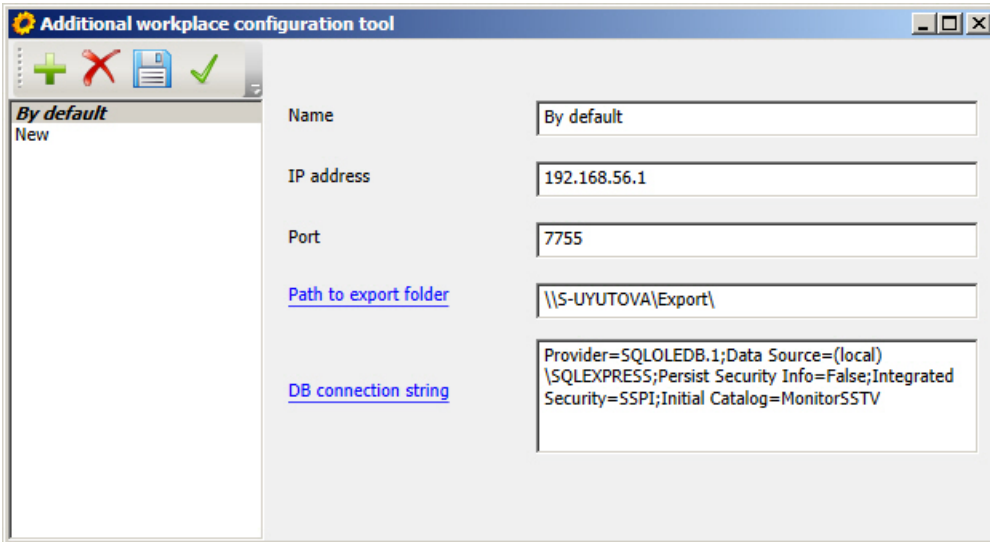 Additional workplace configuration tool
By default
New
Name
By default
IP address
192.168.56.1
Port
7755
Path to export folder
\\S-UYUTOVA\Export\
DB connection string
Provider=SQLOLEDB.1;Data Source=(local)
\SQLEXPRESS;Persist Security Info=False;Integrated
Security=SSPI;Initial Catalog=MonitorSSTV